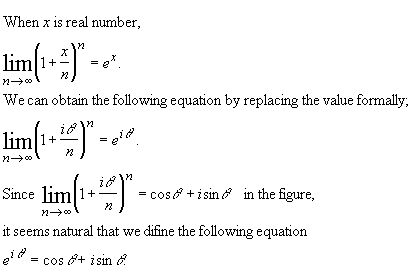 When x is real number,
lim_{n→∞} (1 + x/n)^n = e^x.
We can obtain the following equation by replacing the value formally;
lim_{n→∞} (1 + iθ/n)^n = e^{iθ}.
Since lim_{n→∞} (1 + iθ/n)^n = cos θ + i sin θ in the figure,
it seems natural that we difine the following equation
e^{iθ} = cos θ + i sin θ.